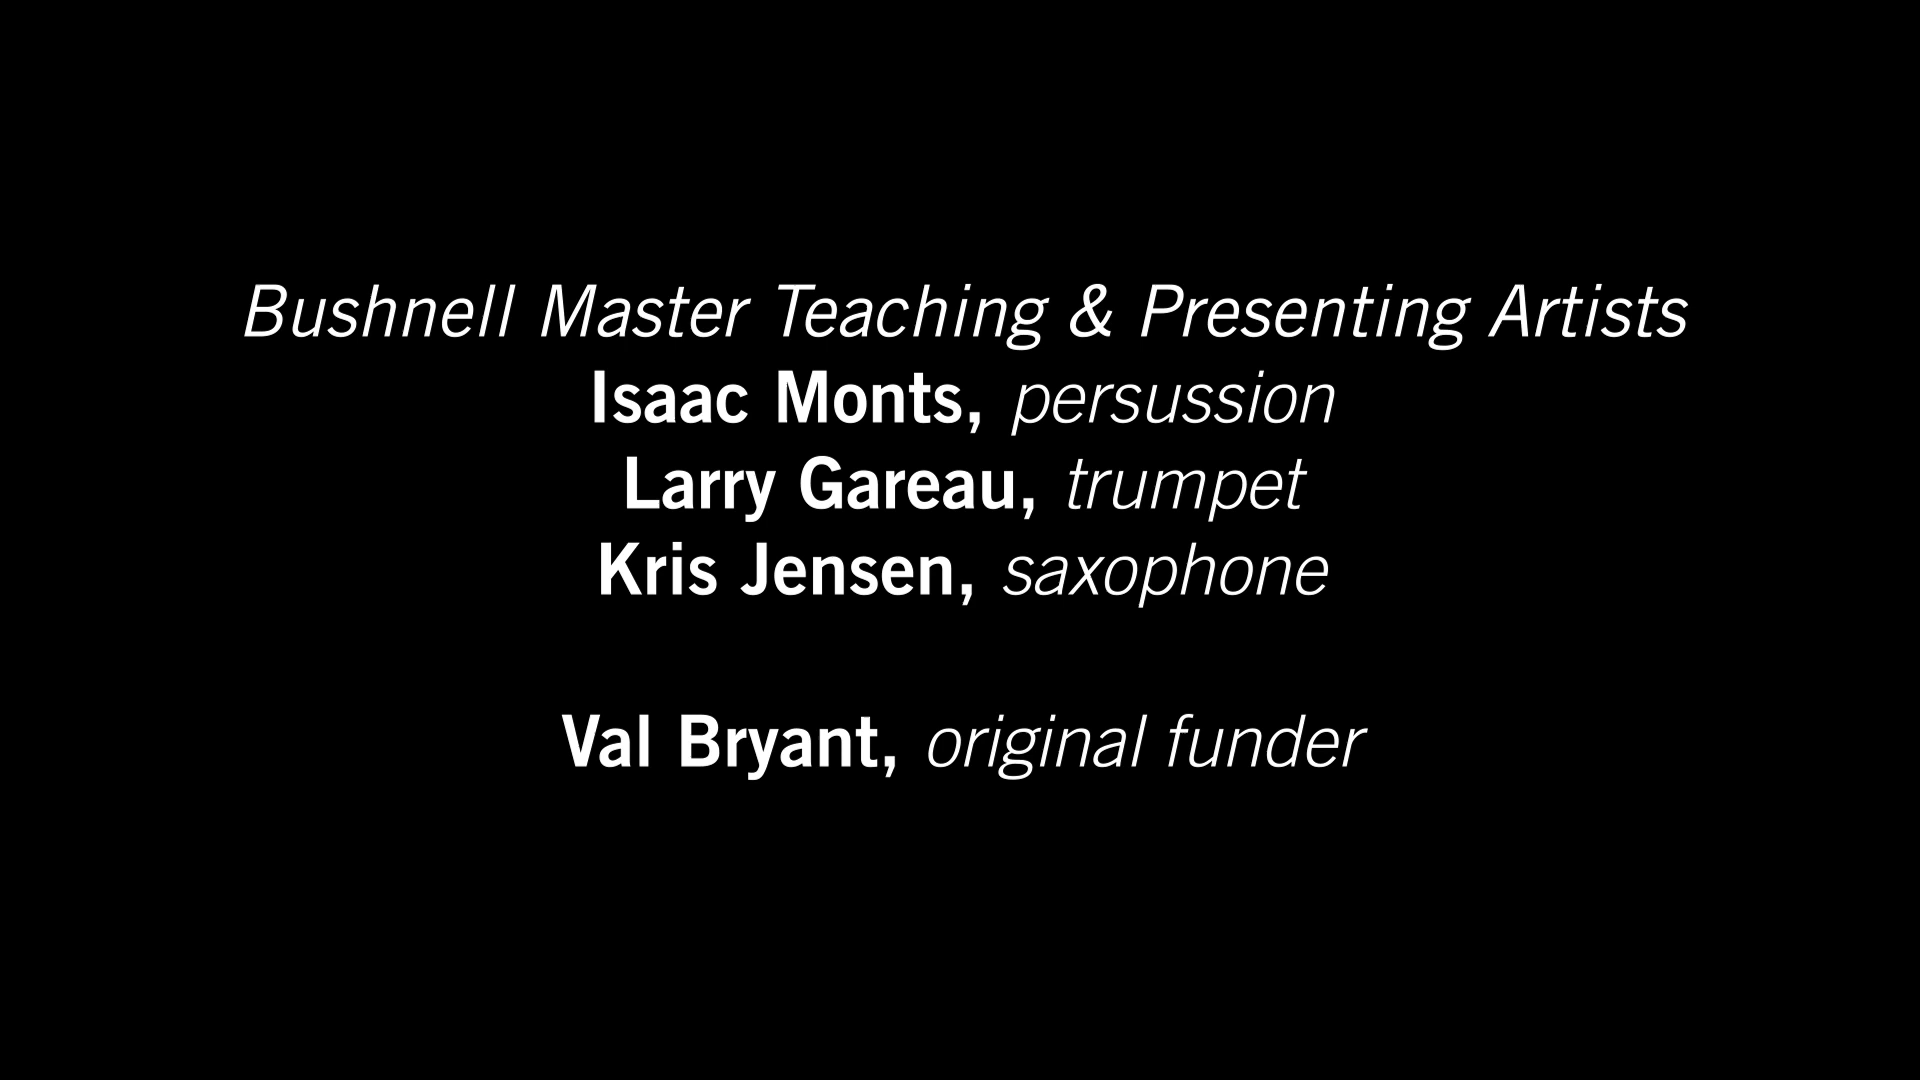 Bushnell Master Teaching & Presenting Artists
Isaac Monts, persussion
Larry Gareau, trumpet
Kris Jensen, saxophone
Val Bryant, original funder